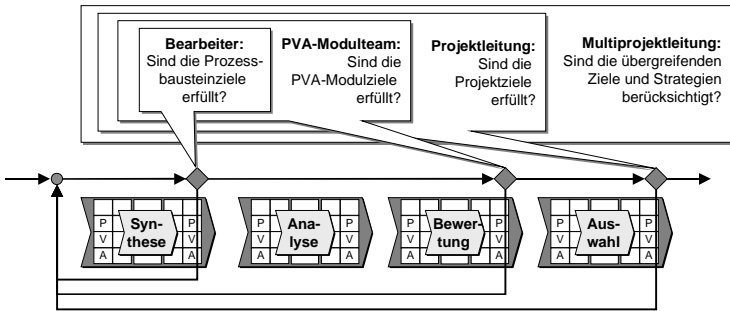 Bearbeiter:
Sind die Prozess-
bausteinziele
erfüllt?
PVA-Modulteam:
Sind die
PVA-Modulziele
erfüllt?
Projektleitung:
Sind die
Projektziele
erfüllt?
Multiprojektleitung:
Sind die übergreifenden
Ziele und Strategien
berücksichtigt?
P
V
A
Syn-
these
P
V
A
P
V
A
Ana-
lyse
P
V
A
P
V
A
Bewer-
tung
P
V
A
P
V
A
Aus-
wahl
P
V
A